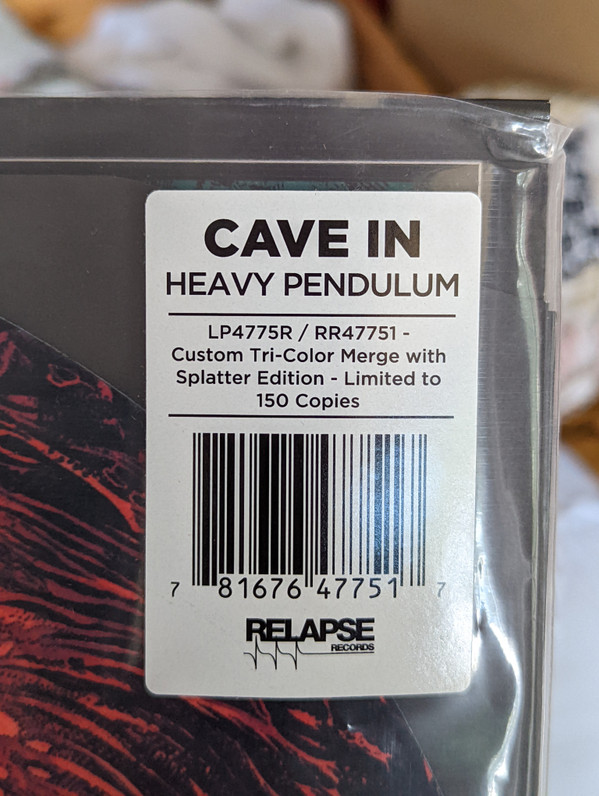 CAVE IN
HEAVY PENDULUM
LP4775R / RR47751 -
Custom Tri-Color Merge with
Splatter Edition - Limited to
150 Copies
7 81676 47751 7
RELAPSE
RECORDS